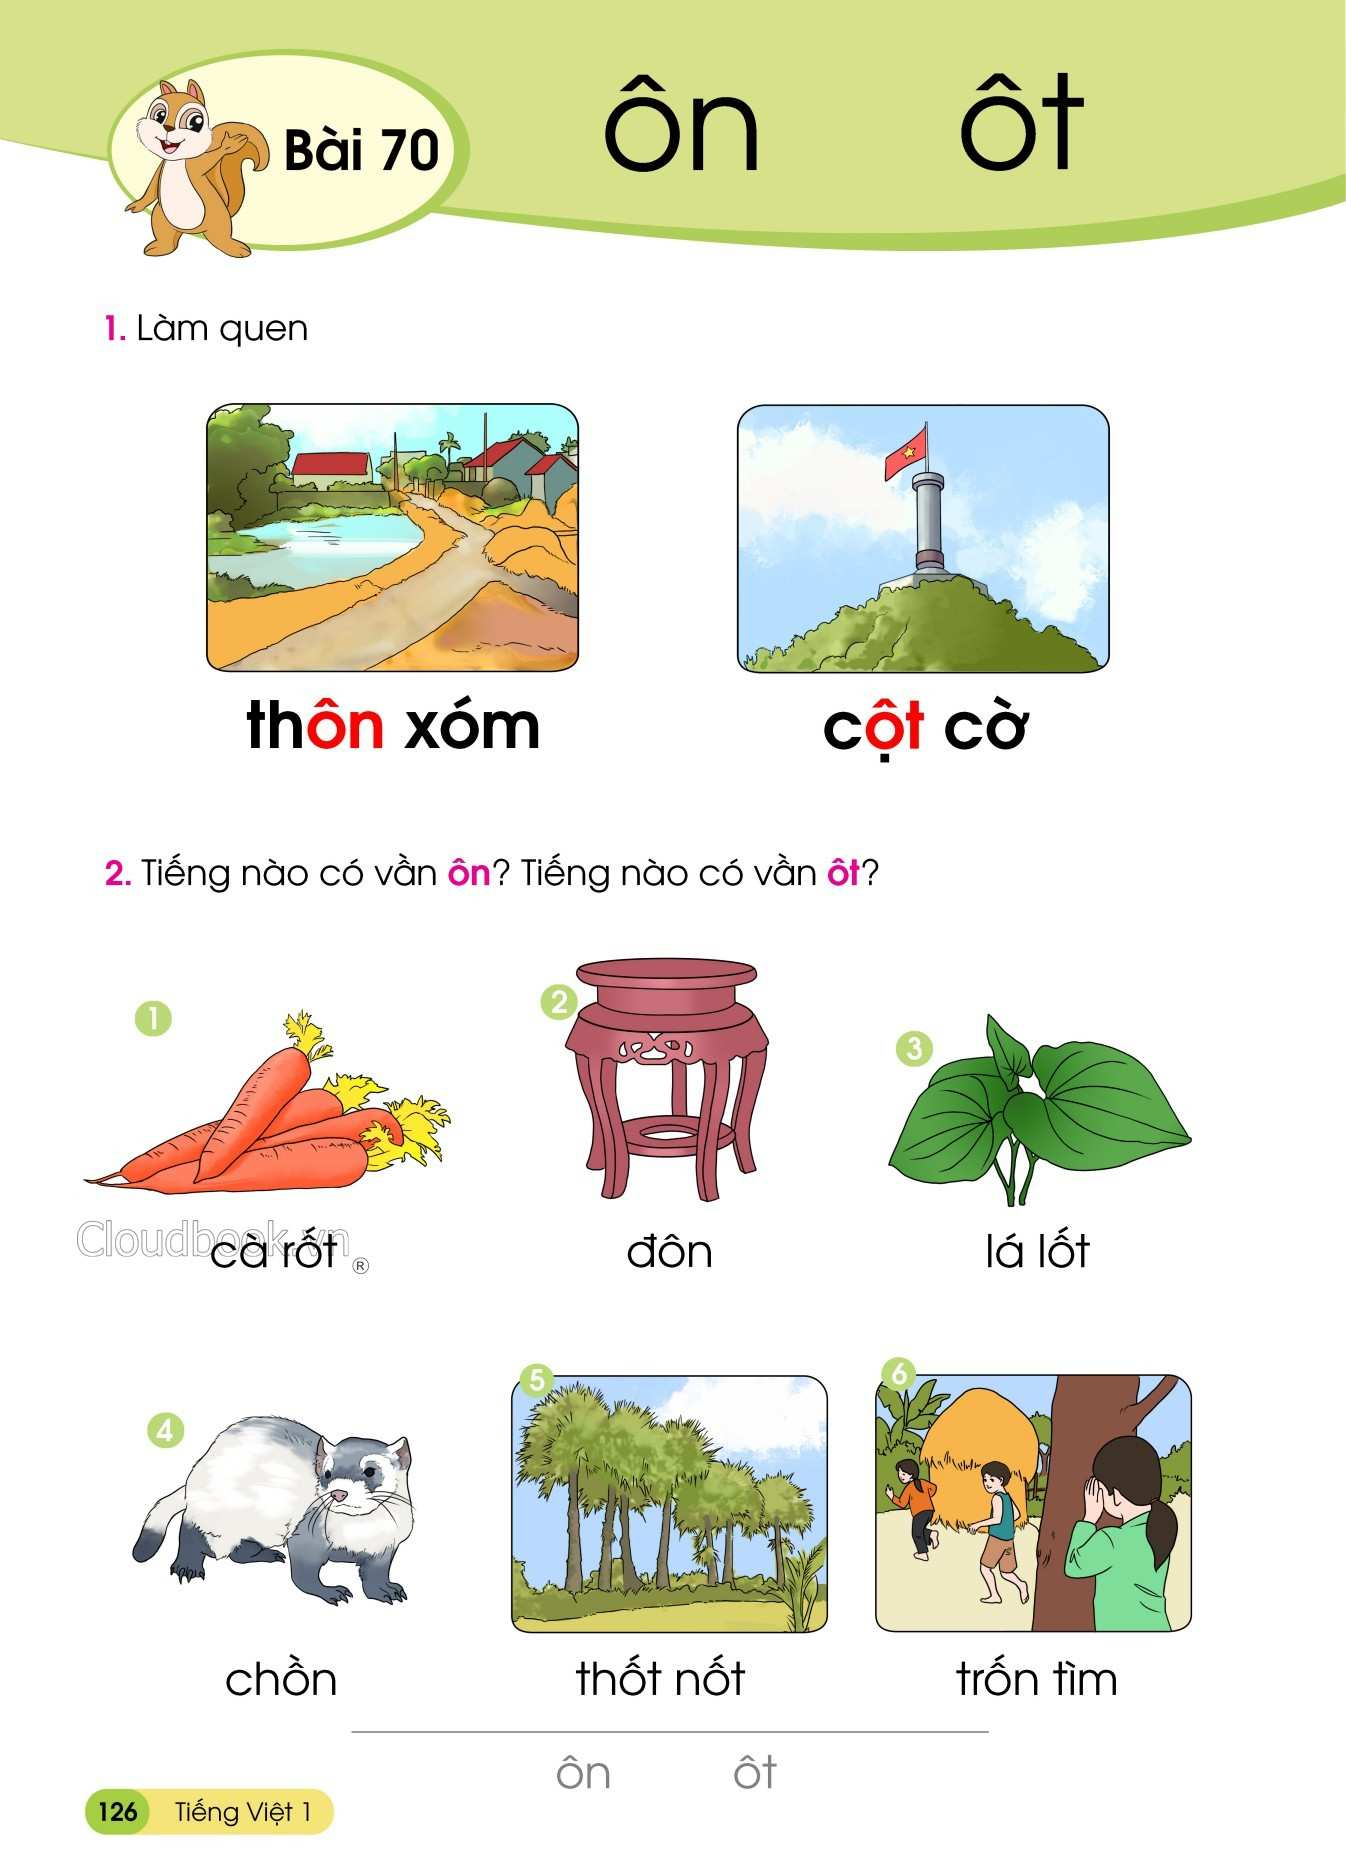 Bài 70
ôn ôt
1. Làm quen
thôn xóm
cột cờ
2. Tiếng nào có vần ôn? Tiếng nào có vần ôt?
1
2
3
Cloudbook.vn ®
cà rốt
đôn
lá lốt
4
5
6
chồn
thốt nốt
trốn tìm
ôn ôt
126 Tiếng Việt 1